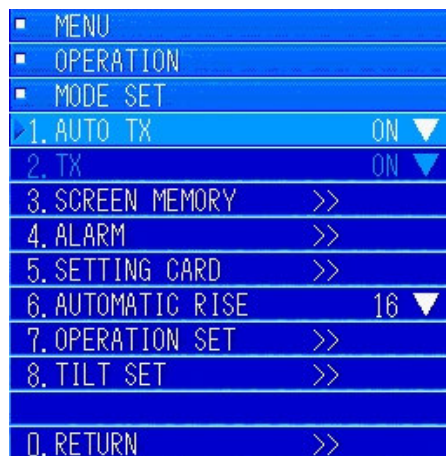 MENU
OPERATION
MODE SET
1. AUTO TX ON
2. TX ON
3. SCREEN MEMORY >>
4. ALARM >>
5. SETTING CARD >>
6. AUTOMATIC RISE 16
7. OPERATION SET >>
8. TILT SET >>
0. RETURN >>